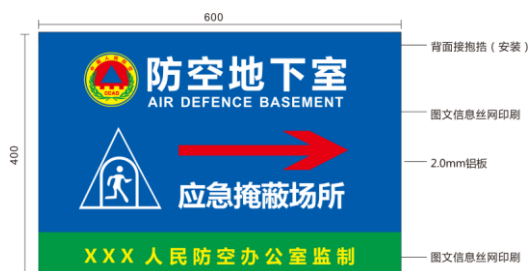 600
背面接抱箍（安装）
防空地下室
AIR DEFENCE BASEMENT
CCAD
图文信息丝网印刷
400
2.0mm铝板
应急掩蔽场所
XXX 人民防空办公室监制
图文信息丝网印刷